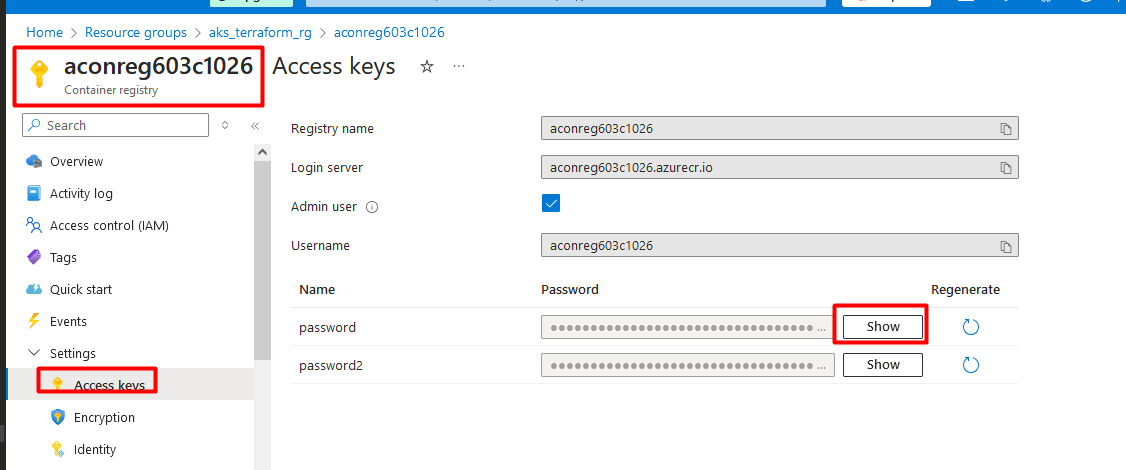 Home > Resource groups > aks_terraform_rg > aconreg603c1026
aconreg603c1026 Access keys ☆ ...
Container registry
Search
Overview
Activity log
Access control (IAM)
Tags
Quick start
Events
Settings
Access keys
Encryption
Identity
Registry name aconreg603c1026
Login server aconreg603c1026.azurecr.io
Admin user
Username aconreg603c1026
Name Password Regenerate
password ●●●●●●●●●●●●●●●●●●●●●●●●●●●●●●●● ... Show
password2 ●●●●●●●●●●●●●●●●●●●●●●●●●●●●●●●● ... Show